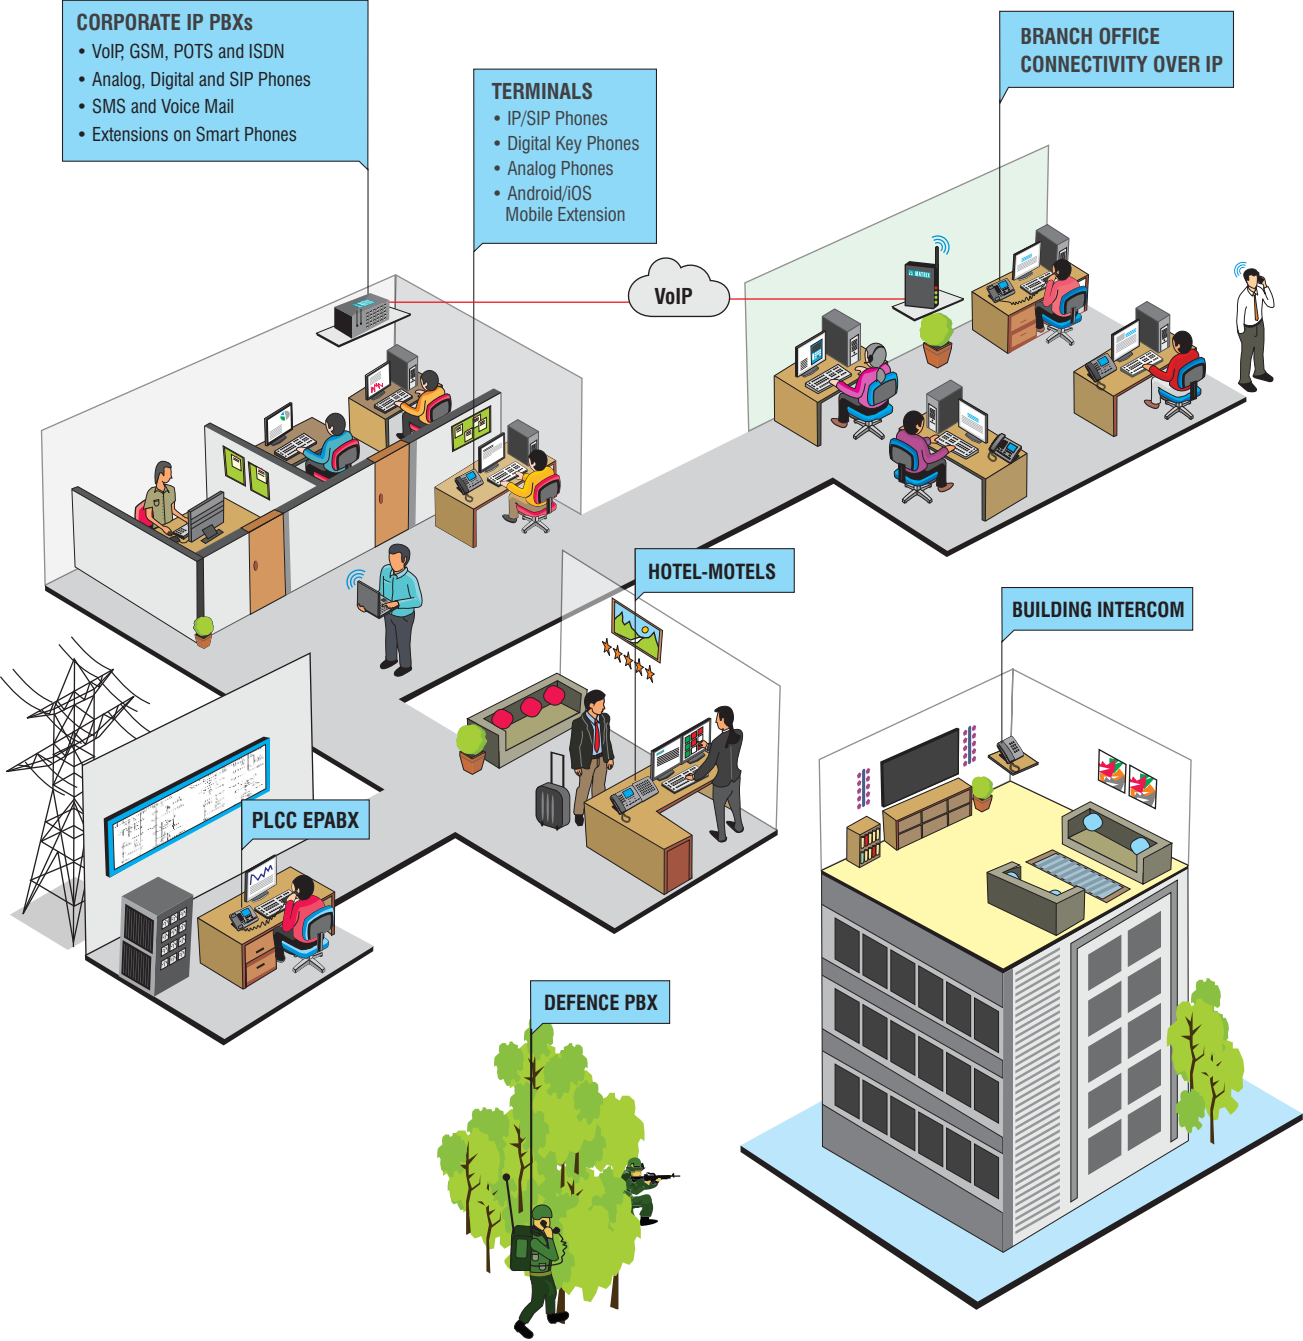 CORPORATE IP PBXs
• VoIP, GSM, POTS and ISDN
• Analog, Digital and SIP Phones
• SMS and Voice Mail
• Extensions on Smart Phones
TERMINALS
• IP/SIP Phones
• Digital Key Phones
• Analog Phones
• Android/iOS
Mobile Extension
BRANCH OFFICE
CONNECTIVITY OVER IP
VoIP
MATRIX
HOTEL-MOTELS
BUILDING INTERCOM
PLCC EPABX
DEFENCE PBX